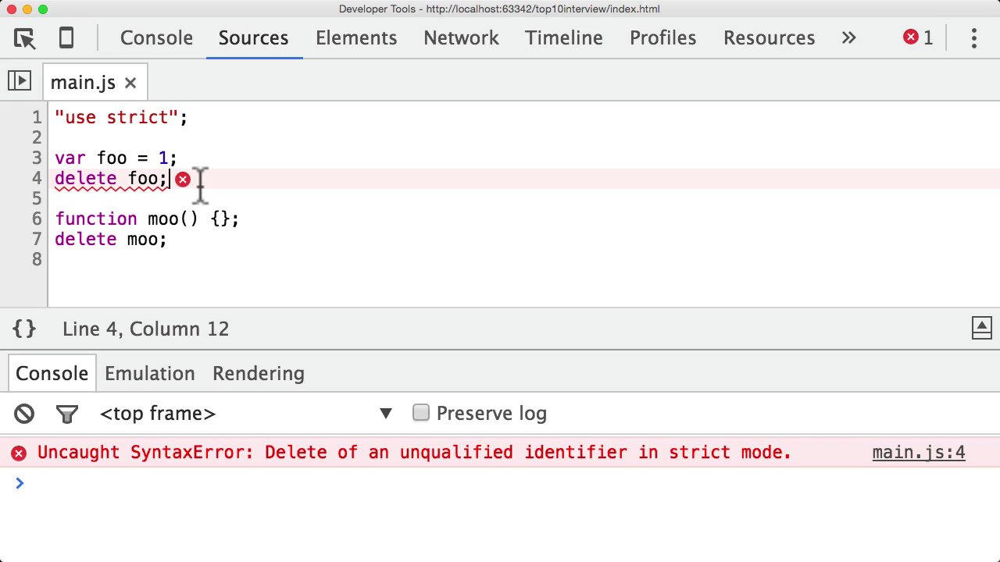 Developer Tools - http://localhost:63342/top10interview/index.html
Console Sources Elements Network Timeline Profiles Resources » 1
main.js ×
1 "use strict";
2
3 var foo = 1;
4 delete foo;
5
6 function moo() {};
7 delete moo;
8
{} Line 4, Column 12
Console Emulation Rendering
<top frame> ▼ Preserve log
Uncaught SyntaxError: Delete of an unqualified identifier in strict mode. main.js:4
>